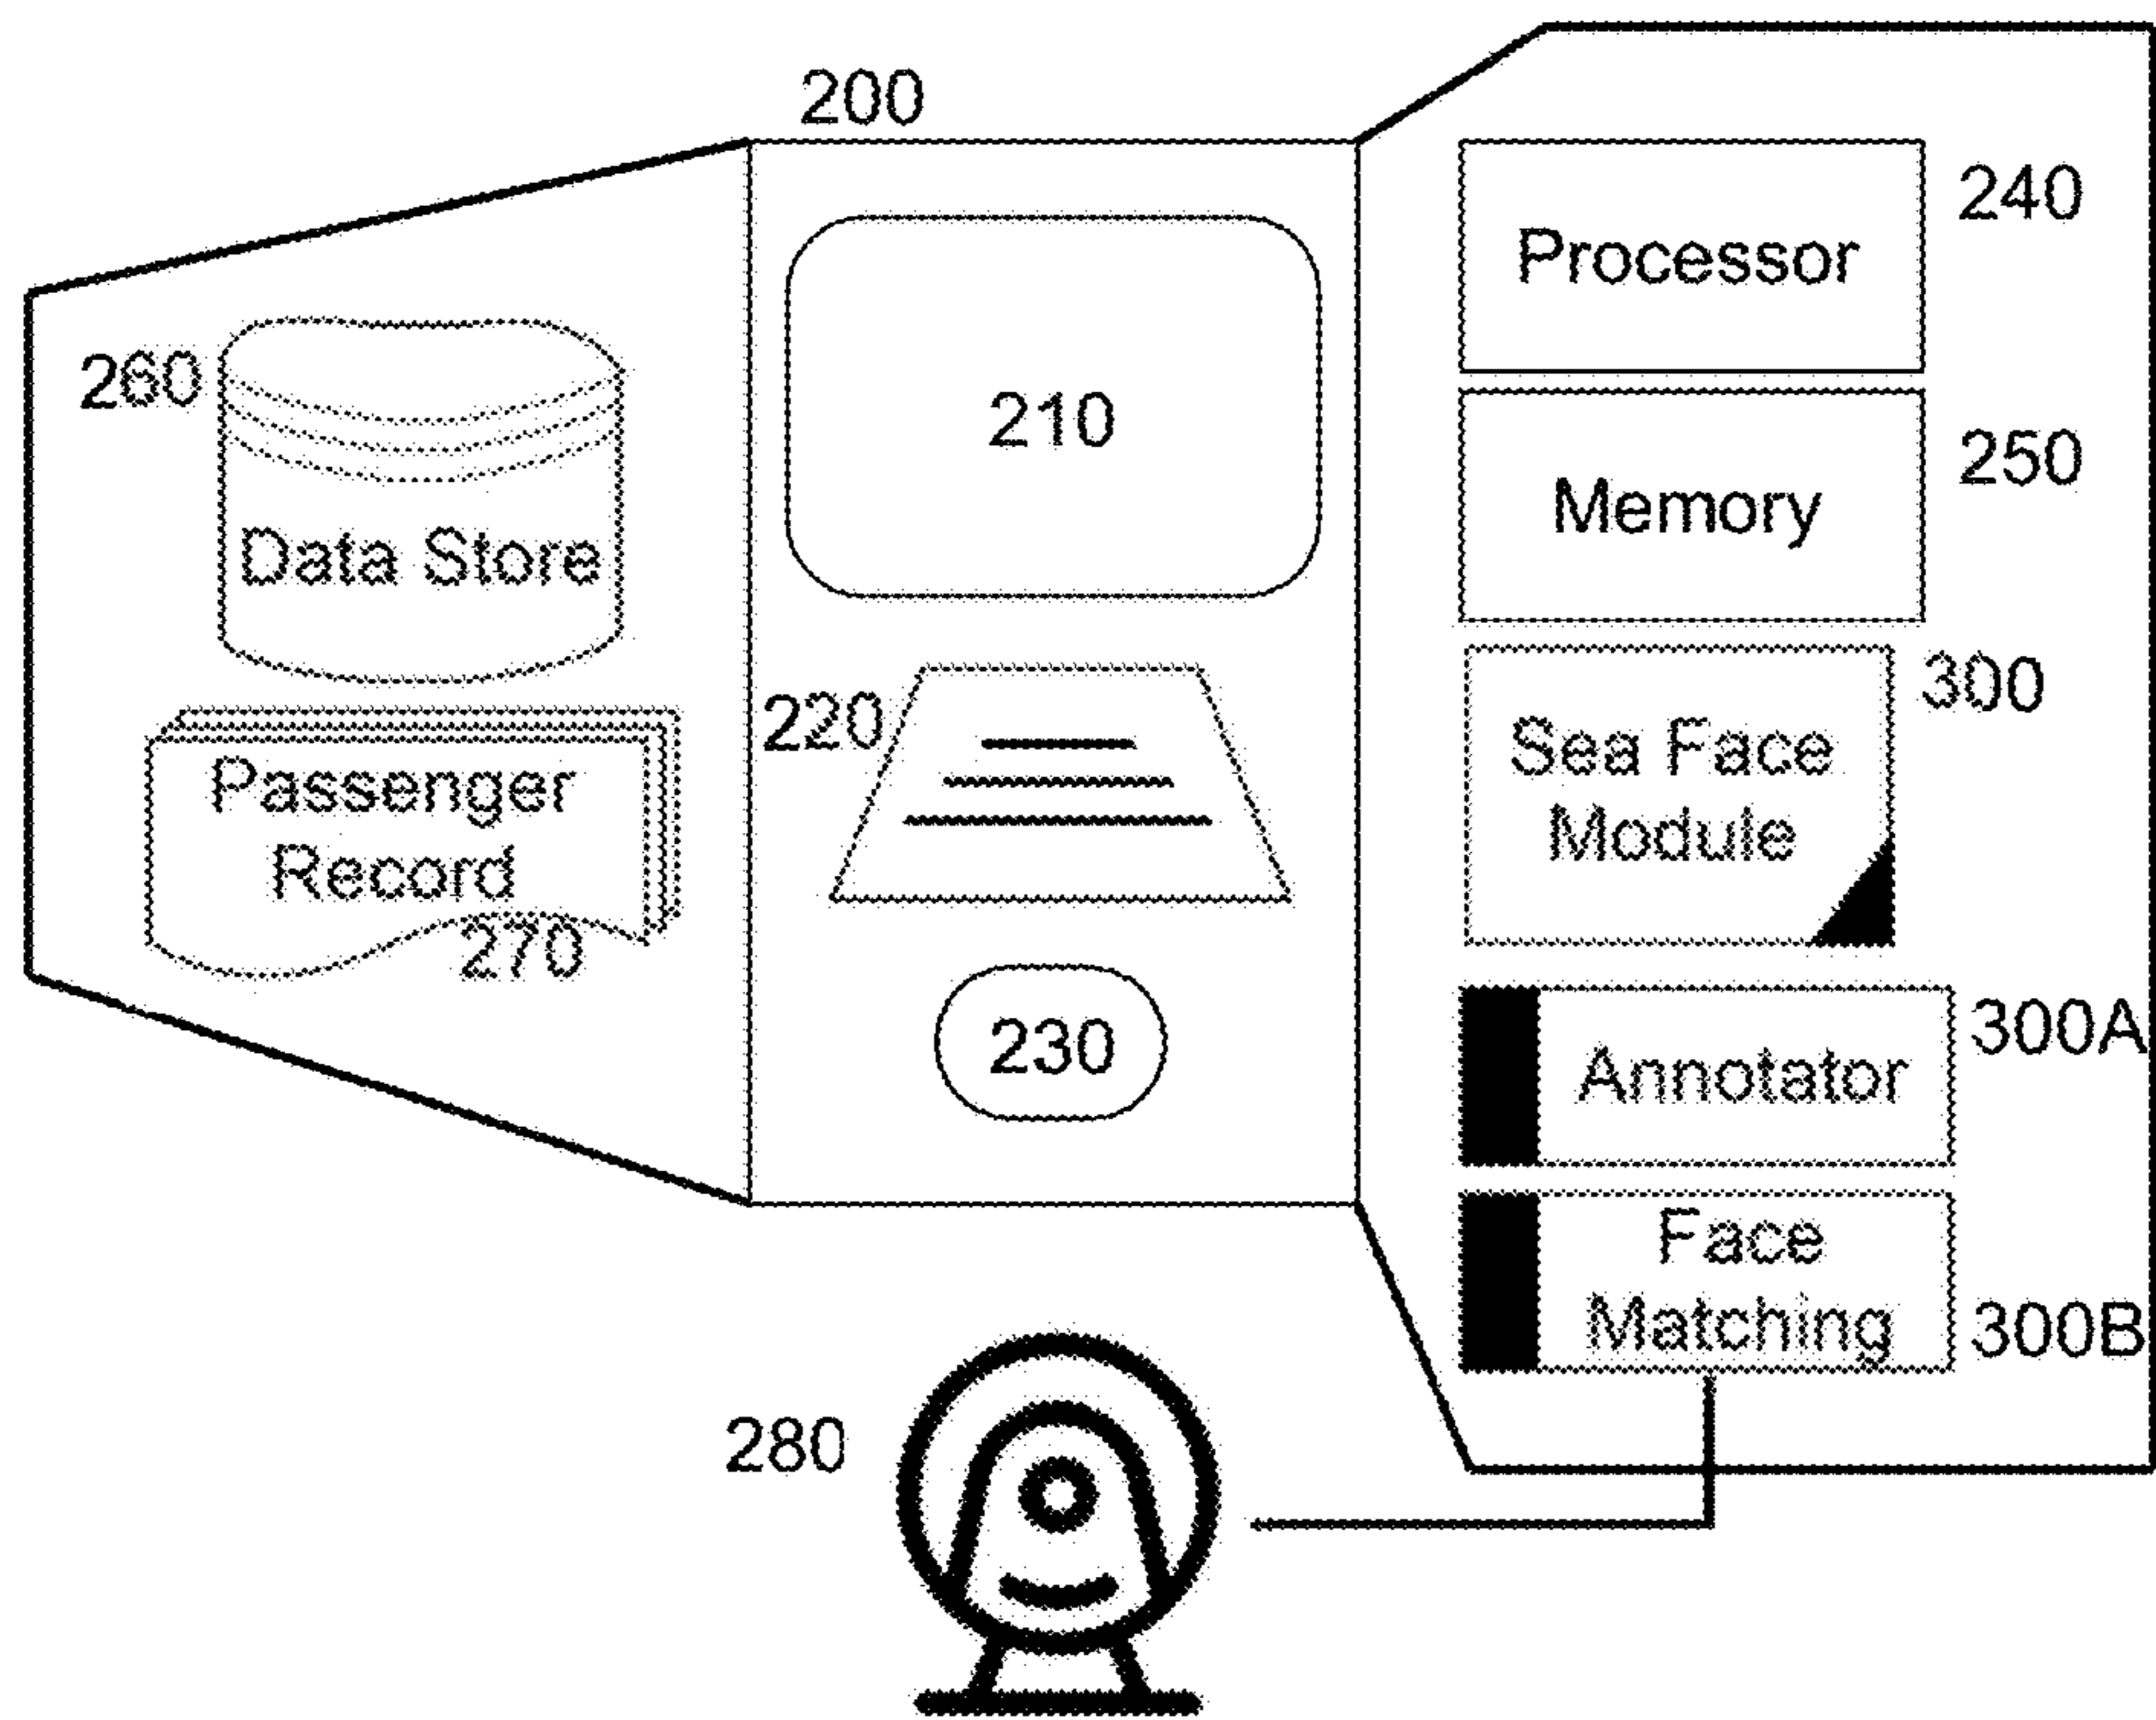 200
260
Data Store
Passenger
Record
270
210
220
230
240
Processor
250
Memory
300
Sea Face
Module
300A
Annotator
Face
Matching
300B
280